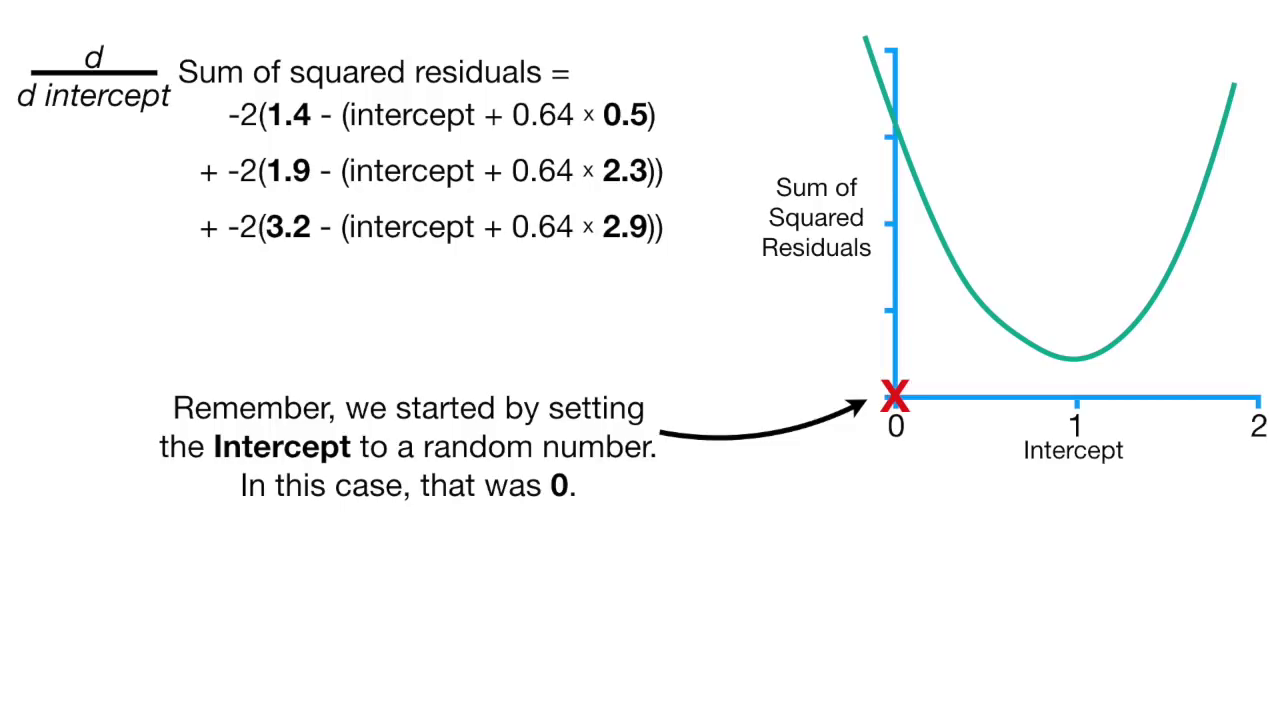 d
d intercept
Sum of squared residuals =
-2(1.4 - (intercept + 0.64 x 0.5)
+ -2(1.9 - (intercept + 0.64 x 2.3))
+ -2(3.2 - (intercept + 0.64 x 2.9))
Sum of
Squared
Residuals
X
0 1 2
Intercept
Remember, we started by setting
the Intercept to a random number.
In this case, that was 0.